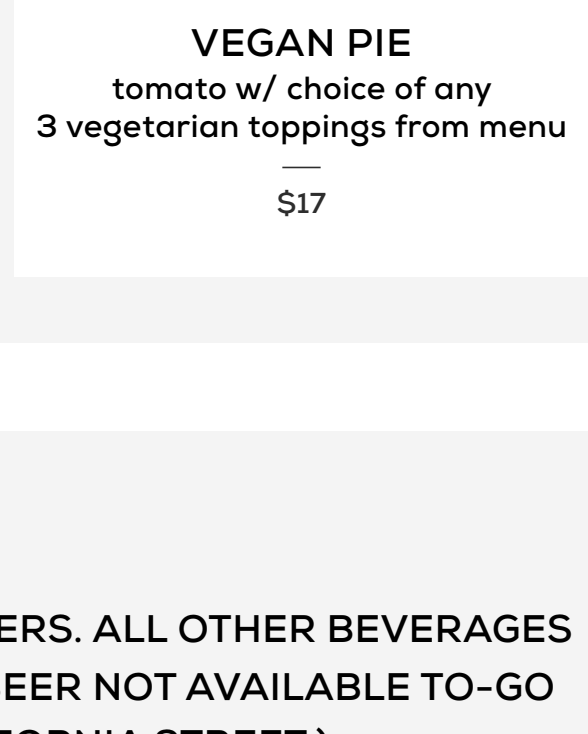 VEGAN PIE
tomato w/ choice of any
3 vegetarian toppings from menu
$17
ERS. ALL OTHER BEVERAGES
EER NOT AVAILABLE TO-GO
STREET.)